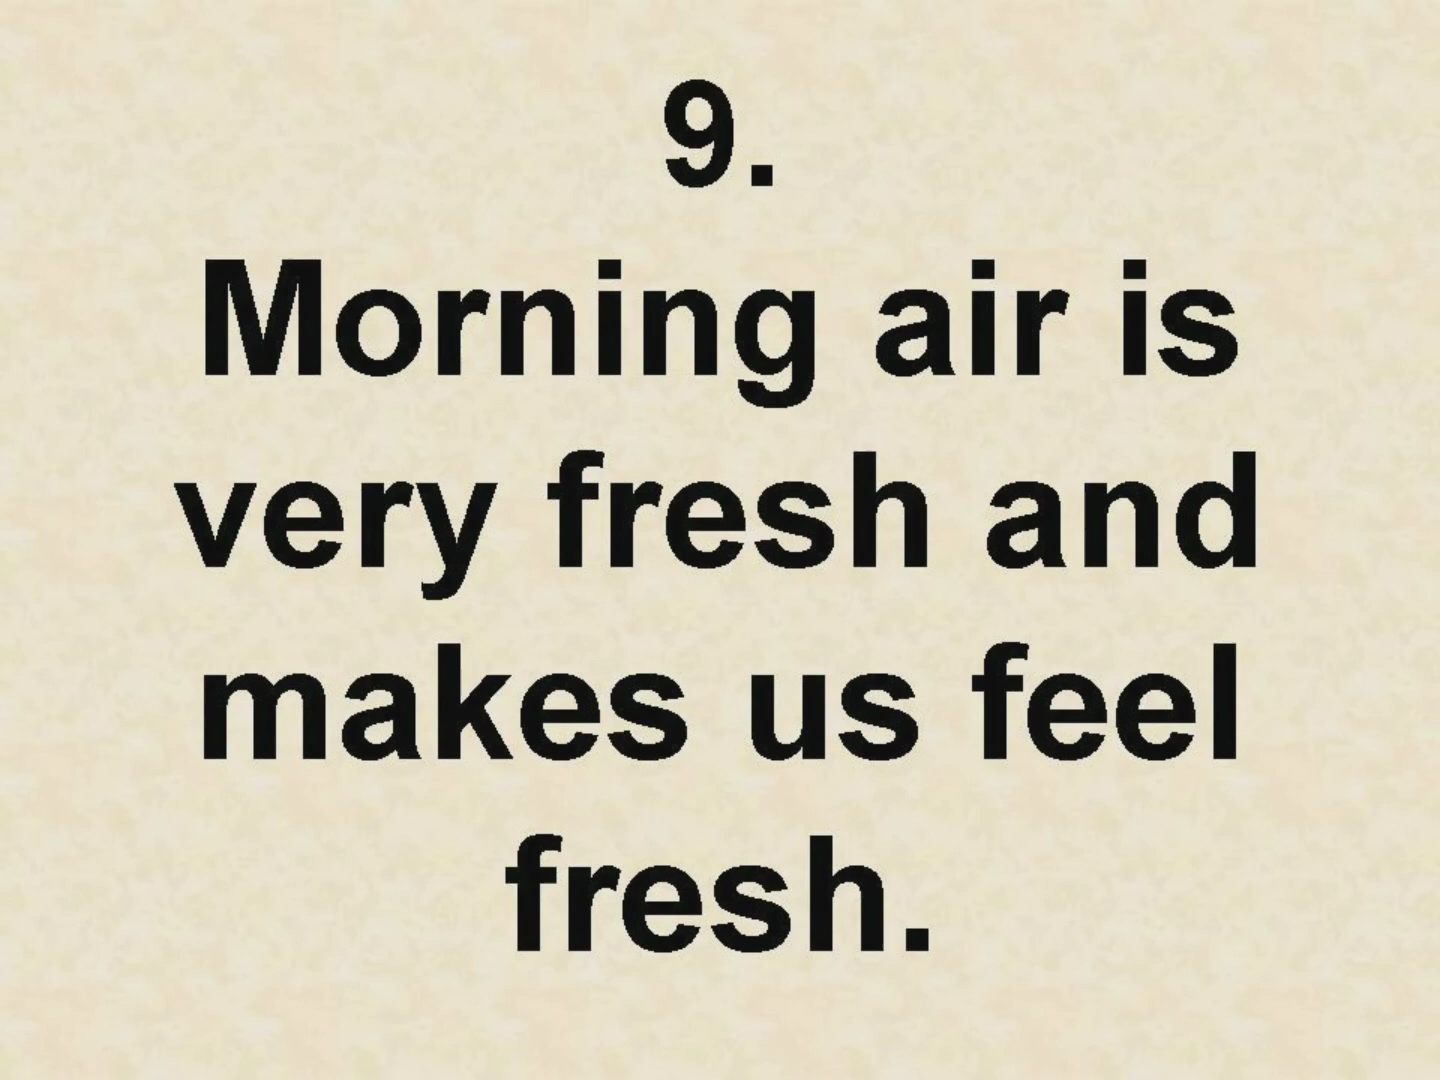 9.
Morning air is
very fresh and
makes us feel
fresh.